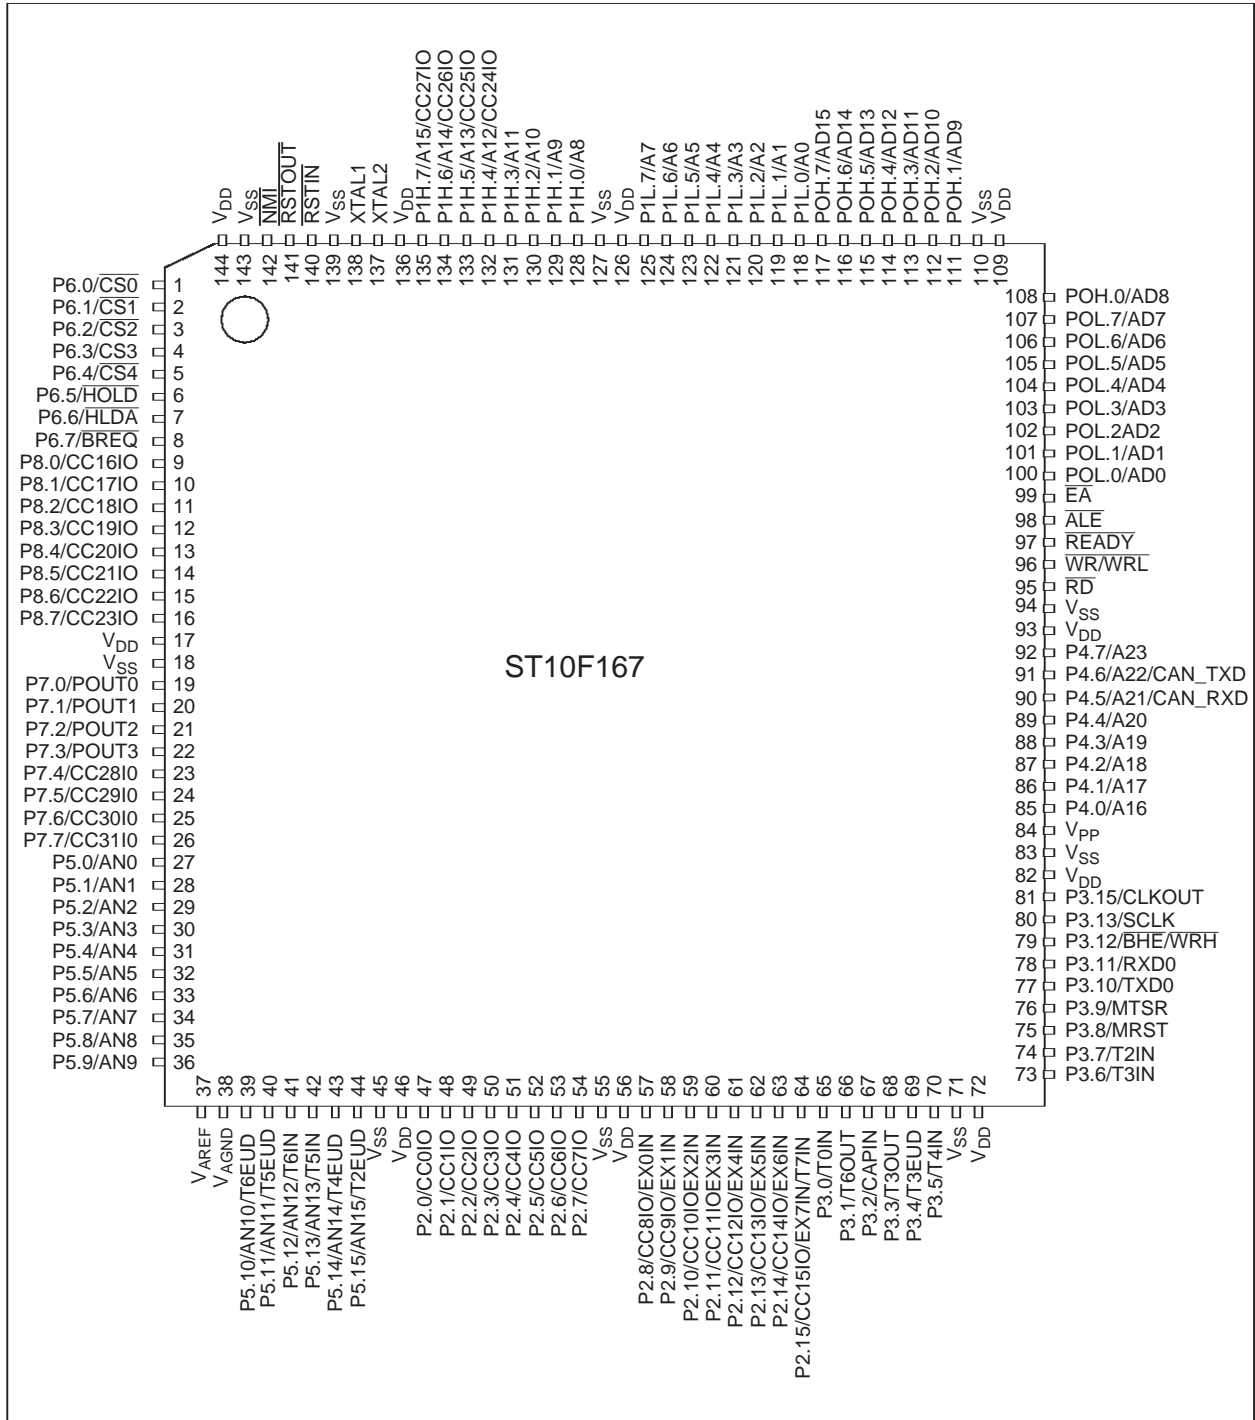 VDD
VSS
NMI
RSTOUT
RSTIN
VSS
XTAL1
XTAL2
VDD
P1H.7/A15/CC27IO
P1H.6/A14/CC26IO
P1H.5/A13/CC25IO
P1H.4/A12/CC24IO
P1H.3/A11
P1H.2/A10
P1H.1/A9
P1H.0/A8
VSS
VDD
P1L.7/A7
P1L.6/A6
P1L.5/A5
P1L.4/A4
P1L.3/A3
P1L.2/A2
P1L.1/A1
P1L.0/A0
POH.7/AD15
POH.6/AD14
POH.5/AD13
POH.4/AD12
POH.3/AD11
POH.2/AD10
POH.1/AD9
VSS
VDD
144
143
142
141
140
139
138
137
136
135
134
133
132
131
130
129
128
127
126
125
124
123
122
121
120
119
118
117
116
115
114
113
112
111
110
109
P6.0/CS0 1
P6.1/CS1 2
P6.2/CS2 3
P6.3/CS3 4
P6.4/CS4 5
P6.5/HOLD 6
P6.6/HLDA 7
P6.7/BREQ 8
P8.0/CC16IO 9
P8.1/CC17IO 10
P8.2/CC18IO 11
P8.3/CC19IO 12
P8.4/CC20IO 13
P8.5/CC21IO 14
P8.6/CC22IO 15
P8.7/CC23IO 16
VDD 17
VSS 18
P7.0/POUT0 19
P7.1/POUT1 20
P7.2/POUT2 21
P7.3/POUT3 22
P7.4/CC28I0 23
P7.5/CC29I0 24
P7.6/CC30I0 25
P7.7/CC31I0 26
P5.0/AN0 27
P5.1/AN1 28
P5.2/AN2 29
P5.3/AN3 30
P5.4/AN4 31
P5.5/AN5 32
P5.6/AN6 33
P5.7/AN7 34
P5.8/AN8 35
P5.9/AN9 36
ST10F167
108 POH.0/AD8
107 POL.7/AD7
106 POL.6/AD6
105 POL.5/AD5
104 POL.4/AD4
103 POL.3/AD3
102 POL.2AD2
101 POL.1/AD1
100 POL.0/AD0
99 EA
98 ALE
97 READY
96 WR/WRL
95 RD
94 VSS
93 VDD
92 P4.7/A23
91 P4.6/A22/CAN_TXD
90 P4.5/A21/CAN_RXD
89 P4.4/A20
88 P4.3/A19
87 P4.2/A18
86 P4.1/A17
85 P4.0/A16
84 VPP
83 VSS
82 VDD
81 P3.15/CLKOUT
80 P3.13/SCLK
79 P3.12/BHE/WRH
78 P3.11/RXD0
77 P3.10/TXD0
76 P3.9/MTSR
75 P3.8/MRST
74 P3.7/T2IN
73 P3.6/T3IN
37
38
39
40
41
42
43
44
45
46
47
48
49
50
51
52
53
54
55
56
57
58
59
60
61
62
63
64
65
66
67
68
69
70
71
72
VAREF
VAGND
P5.10/AN10/T6EUD
P5.11/AN11/T5EUD
P5.12/AN12/T6IN
P5.13/AN13/T5IN
P5.14/AN14/T4EUD
P5.15/AN15/T2EUD
VSS
VDD
P2.0/CC0IO
P2.1/CC1IO
P2.2/CC2IO
P2.3/CC3IO
P2.4/CC4IO
P2.5/CC5IO
P2.6/CC6IO
P2.7/CC7IO
VSS
VDD
P2.8/CC8IO/EX0IN
P2.9/CC9IO/EX1IN
P2.10/CC10IOEX2IN
P2.11/CC11IOEX3IN
P2.12/CC12IO/EX4IN
P2.13/CC13IO/EX5IN
P2.14/CC14IO/EX6IN
P2.15/CC15IO/EX7IN/T7IN
P3.0/T0IN
P3.1/T6OUT
P3.2/CAPIN
P3.3/T3OUT
P3.4/T3EUD
P3.5/T4IN
VSS
VDD